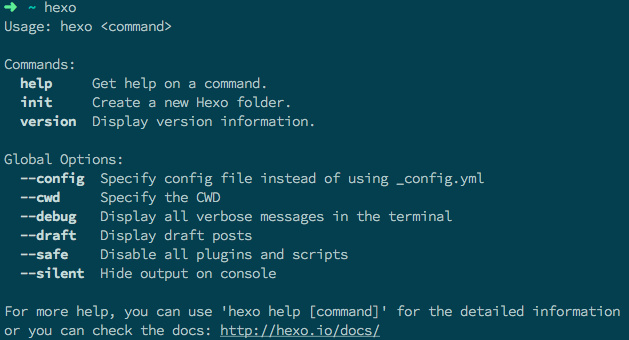 ➜ ~ hexo
Usage: hexo <command>
Commands:
help Get help on a command.
init Create a new Hexo folder.
version Display version information.
Global Options:
--config Specify config file instead of using _config.yml
--cwd Specify the CWD
--debug Display all verbose messages in the terminal
--draft Display draft posts
--safe Disable all plugins and scripts
--silent Hide output on console
For more help, you can use 'hexo help [command]' for the detailed information
or you can check the docs: http://hexo.io/docs/